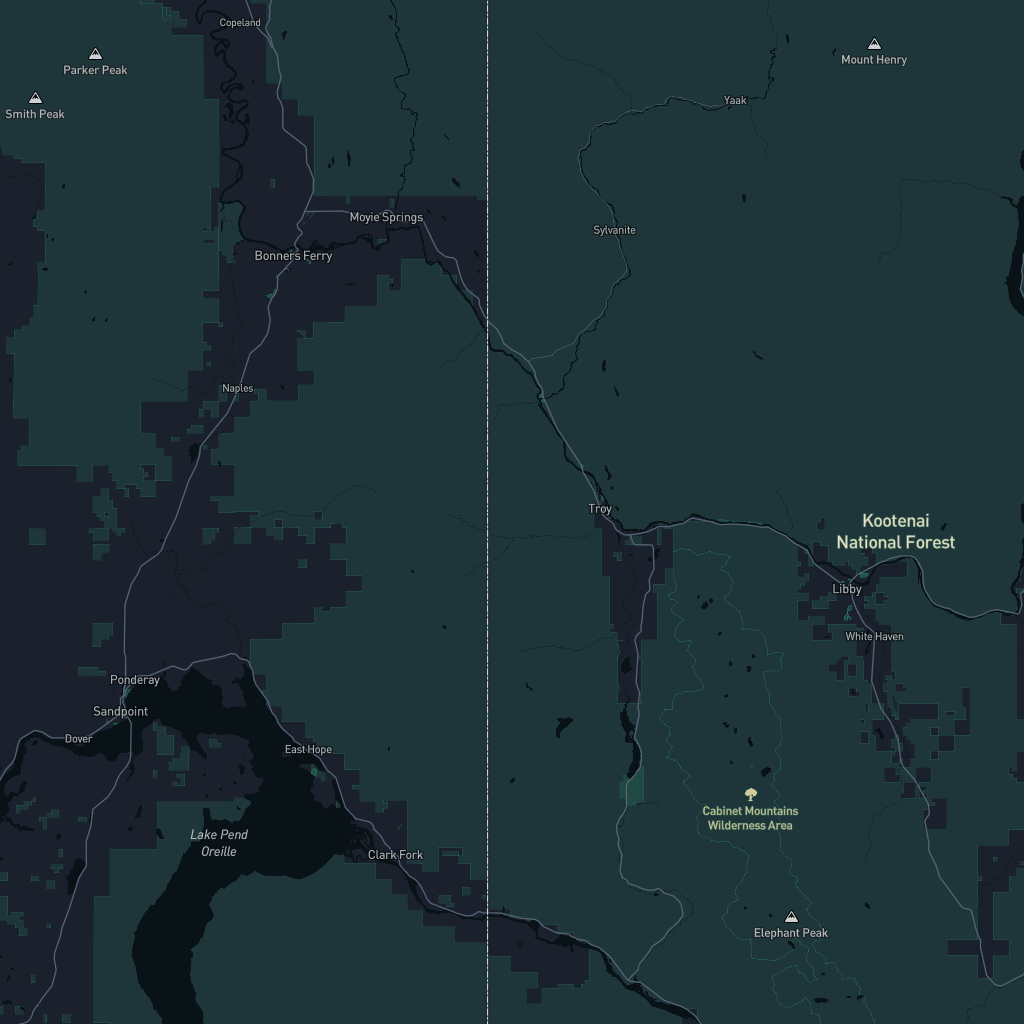 Copeland
Parker Peak
Mount Henry
Smith Peak
Yaak
Moyie Springs
Sylvanite
Bonners Ferry
Naples
Troy
Kootenai
National Forest
Libby
White Haven
Ponderay
Sandpoint
Dover
East Hope
Cabinet Mountains
Wilderness Area
Lake Pend
Oreille
Clark Fork
Elephant Peak